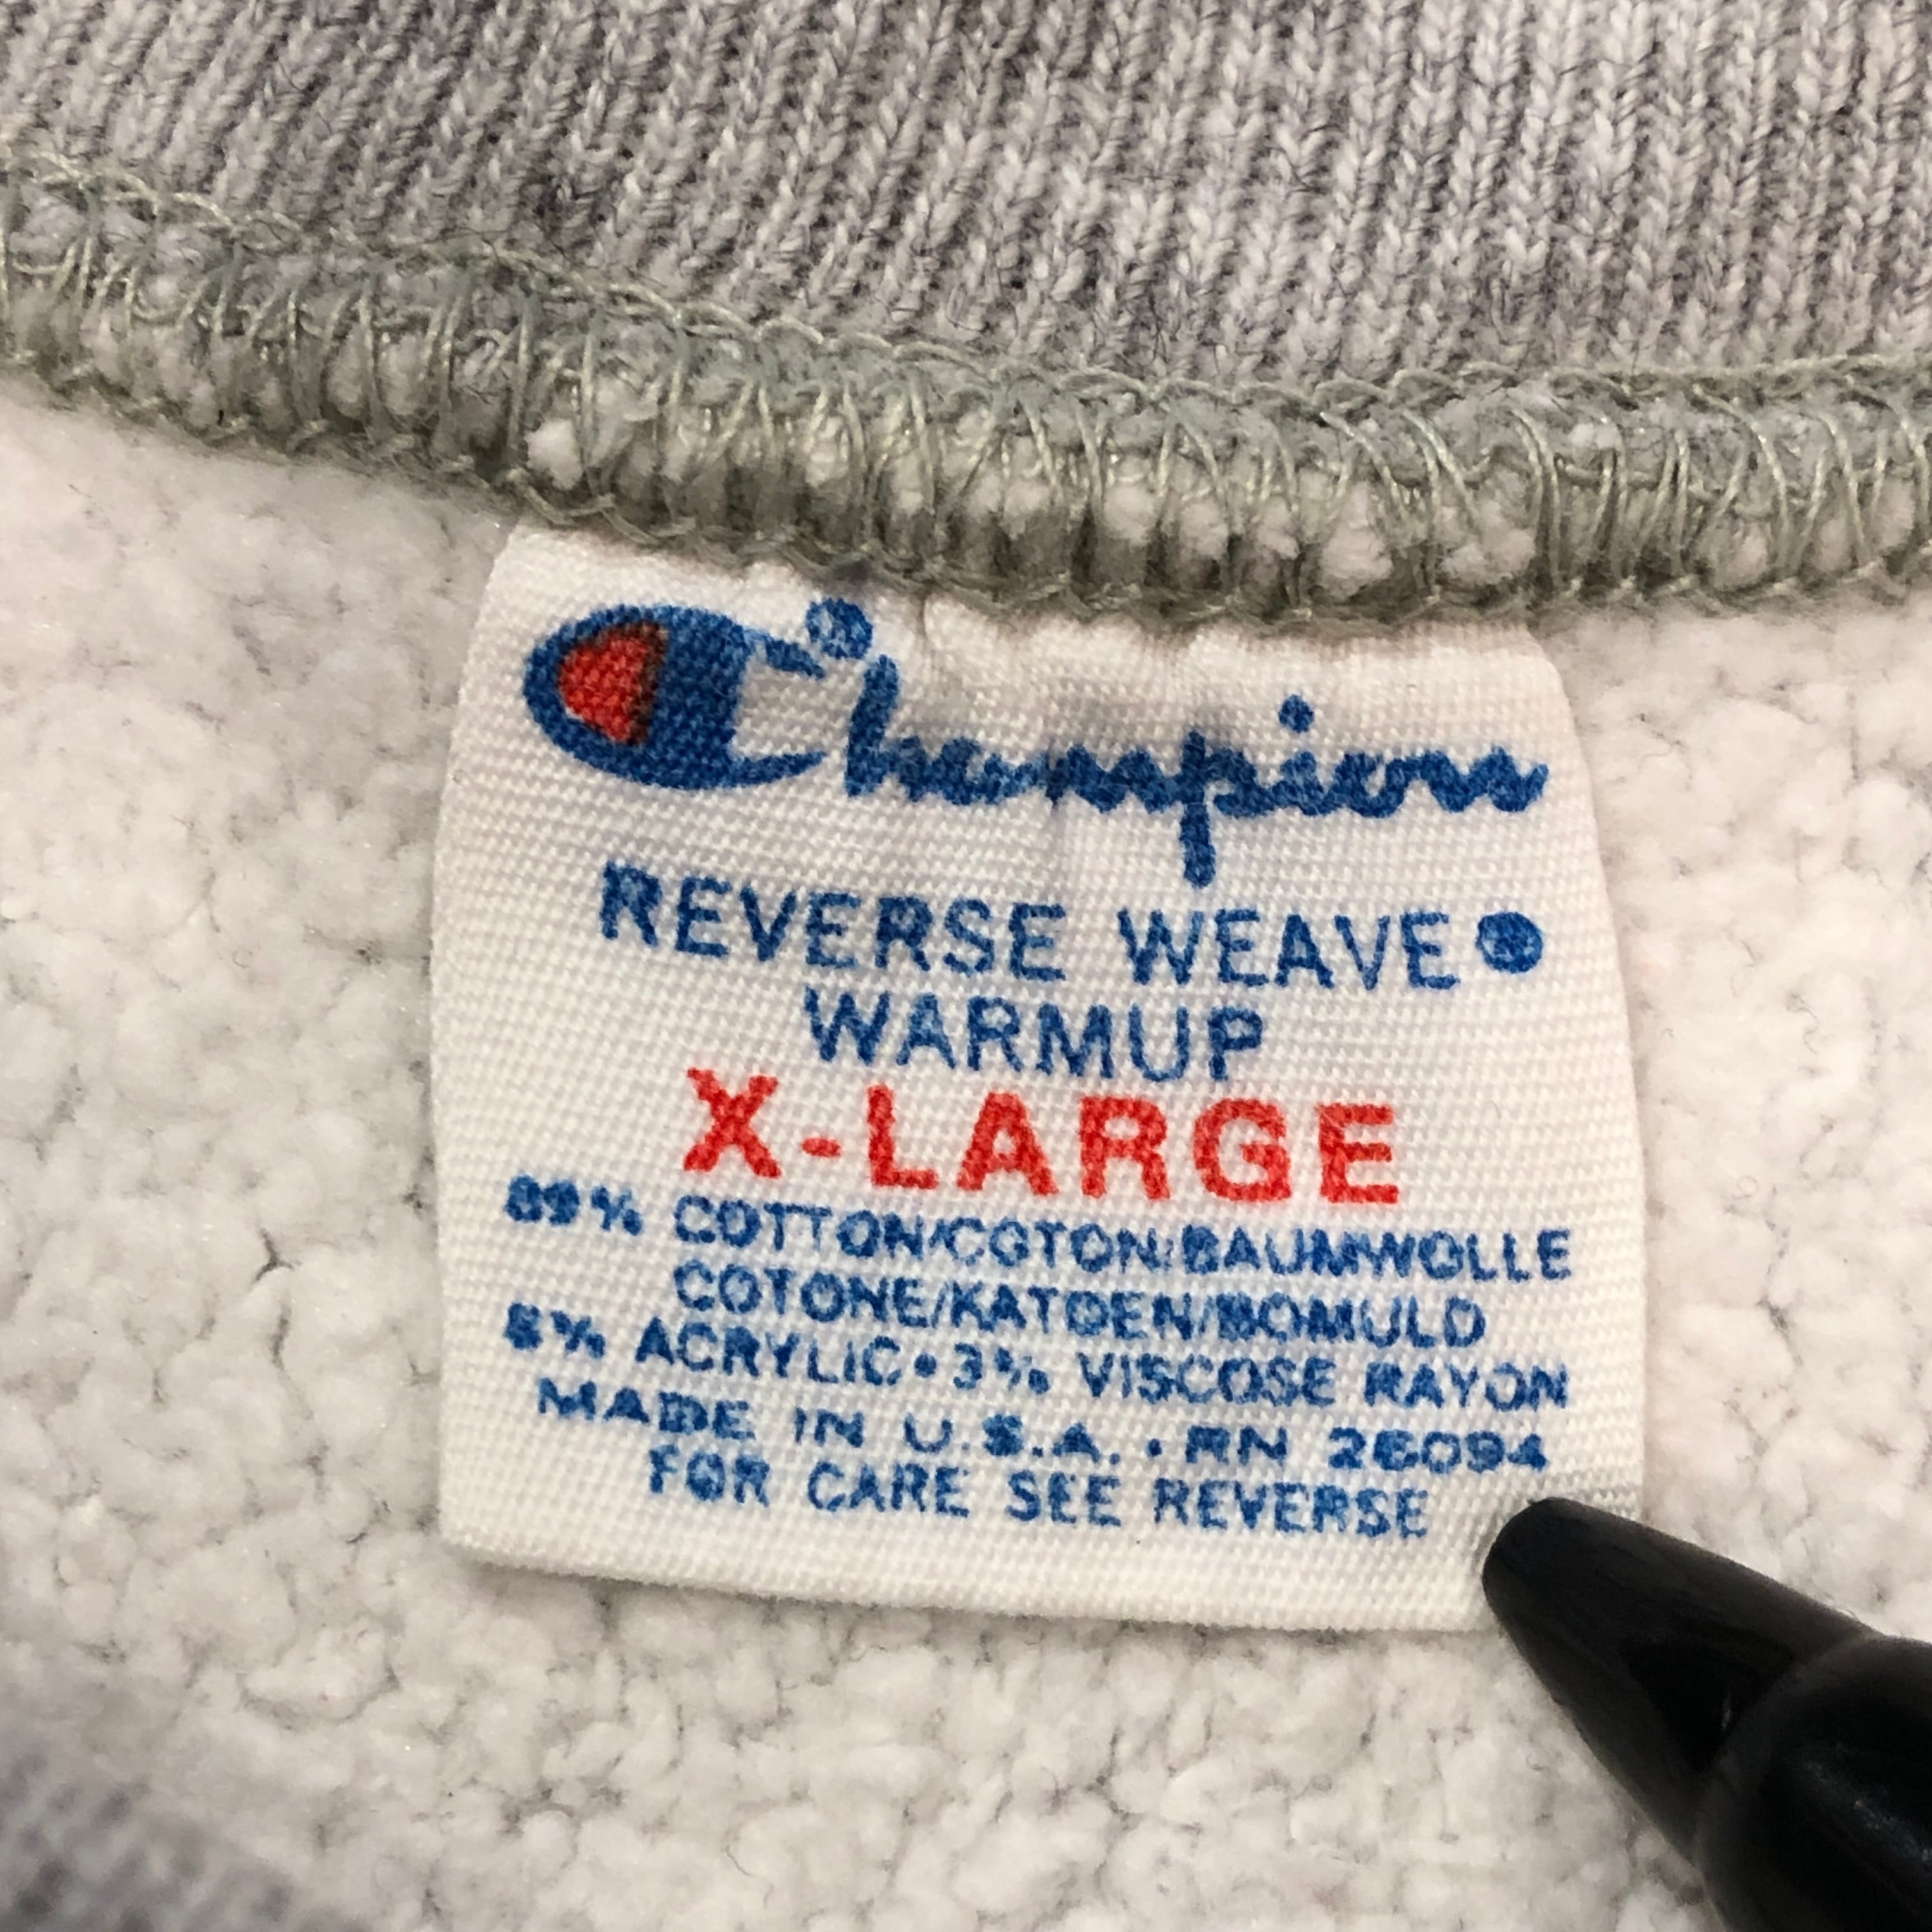 Champion®
REVERSE WEAVE®
WARMUP
X-LARGE
89% COTTON/COTON/BAUMWOLLE
COTONE/KATOEN/BOMULD
8% ACRYLIC•3% VISCOSE RAYON
MADE IN U.S.A. • RN 26094
FOR CARE SEE REVERSE